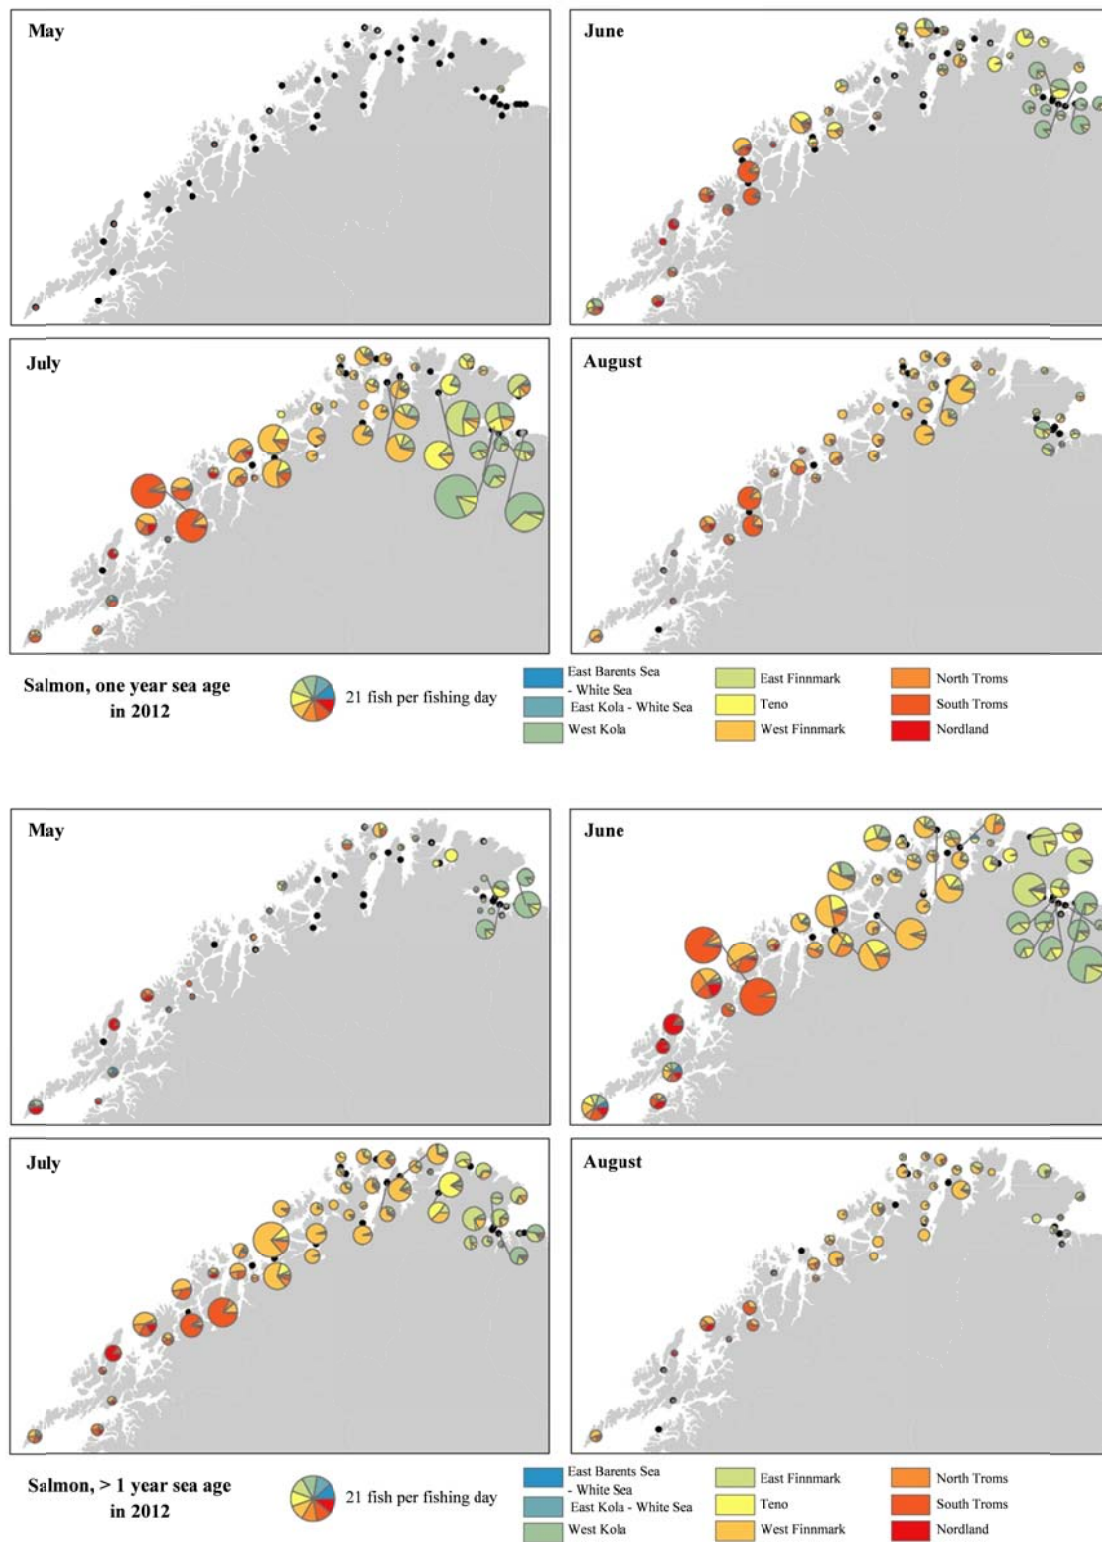 May
June
July
August
Salmon, one year sea age
in 2012
21 fish per fishing day
East Barents Sea
- White Sea
East Kola - White Sea
West Kola
East Finnmark
Teno
West Finnmark
North Troms
South Troms
Nordland
May
June
July
August
Salmon, > 1 year sea age
in 2012
21 fish per fishing day
East Barents Sea
- White Sea
East Kola - White Sea
West Kola
East Finnmark
Teno
West Finnmark
North Troms
South Troms
Nordland